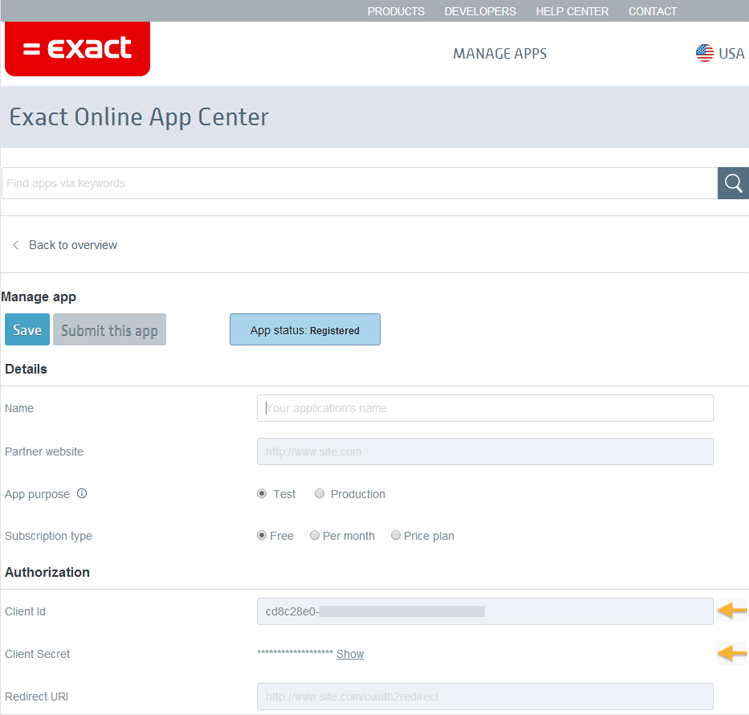 PRODUCTS DEVELOPERS HELP CENTER CONTACT
= exact
MANAGE APPS
USA
Exact Online App Center
Find apps via keywords
Back to overview
Manage app
Save
Submit this app
App status: Registered
Details
Name
Your application's name
Partner website
http://www.site.com
App purpose
Test
Production
Subscription type
Free
Per month
Price plan
Authorization
Client Id
cd8c28e0-
Client Secret
******************* Show
Redirect URI
http://www.site.com/oauth2redirect